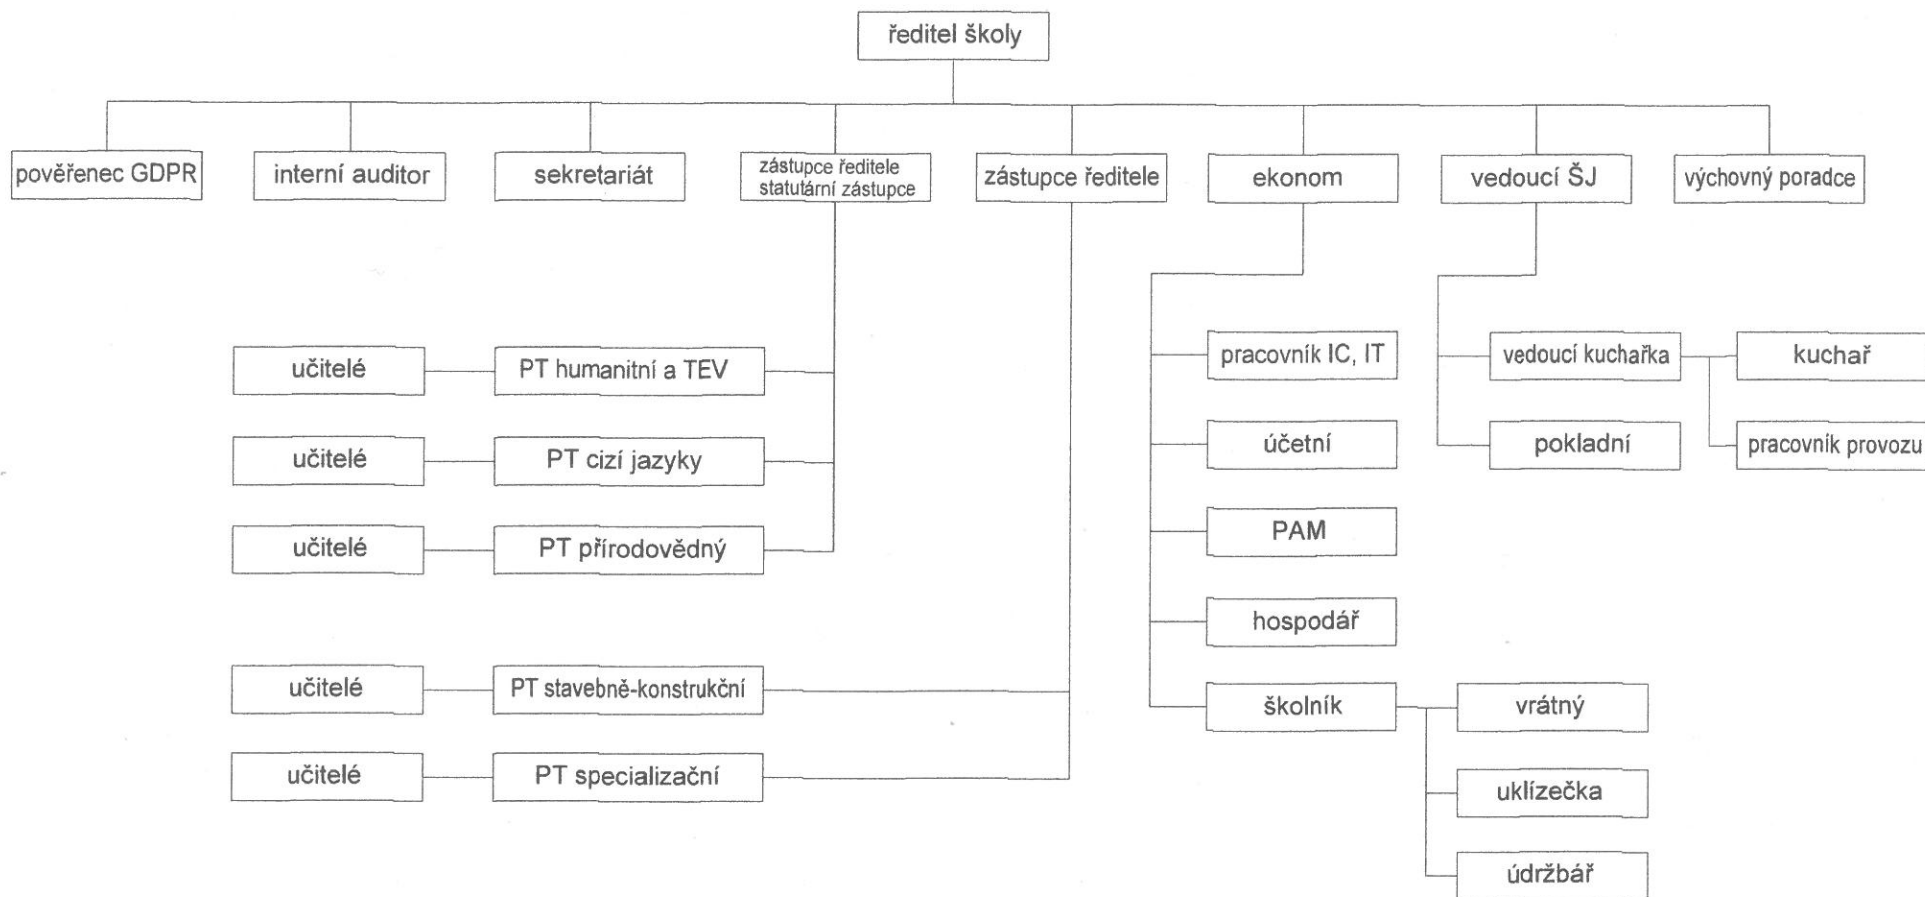 ředitel školy
pověřenec GDPR
interní auditor
sekretariát
zástupce ředitele
statutární zástupce
zástupce ředitele
ekonom
vedoucí ŠJ
výchovný poradce
učitelé
PT humanitní a TEV
pracovník IC, IT
vedoucí kuchařka
kuchař
učitelé
PT cizí jazyky
účetní
pokladní
pracovník provozu
učitelé
PT přírodovědný
PAM
hospodář
učitelé
PT stavebně-konstrukční
školník
vrátný
učitelé
PT specializační
uklízečka
údržbář